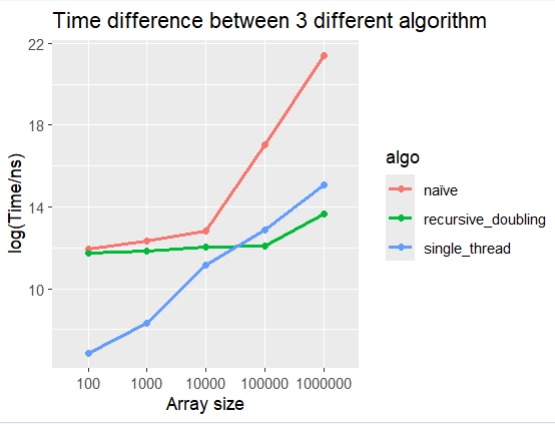 Time difference between 3 different algorithm
22
18
14
10
log(Time/ns)
100 1000 10000 100000 1000000
Array size
algo
naïve
recursive_doubling
single_thread